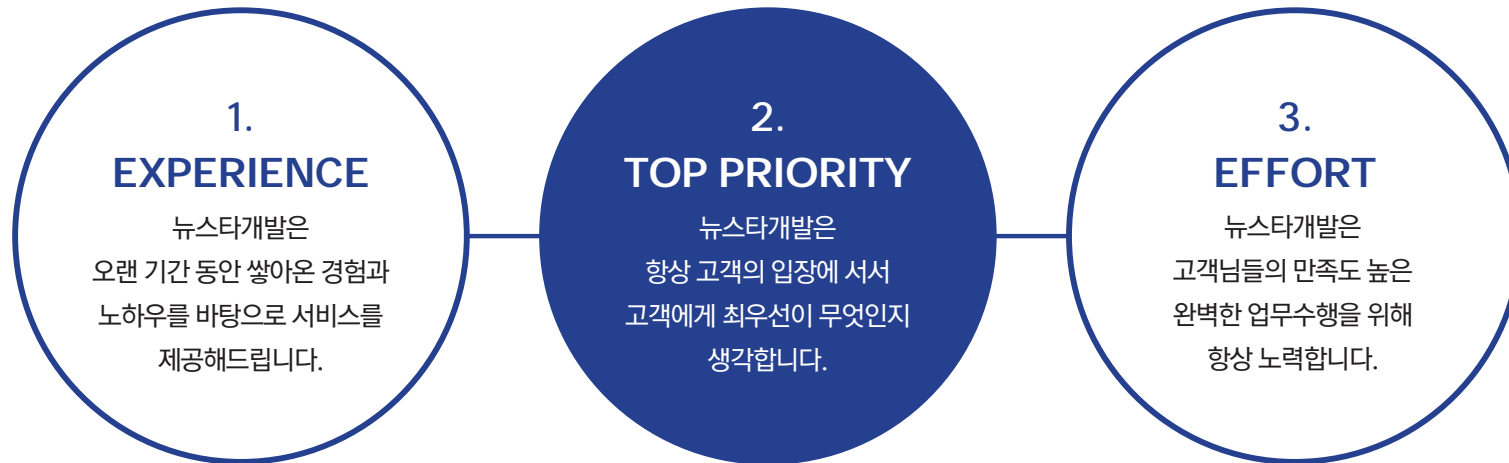 1.
EXPERIENCE
뉴스타개발은
오랜 기간 동안 쌓아온 경험과
노하우를 바탕으로 서비스를
제공해드립니다.
2.
TOP PRIORITY
뉴스타개발은
항상 고객의 입장에 서서
고객에게 최우선이 무엇인지
생각합니다.
3.
EFFORT
뉴스타개발은
고객님들의 만족도 높은
완벽한 업무수행을 위해
항상 노력합니다.